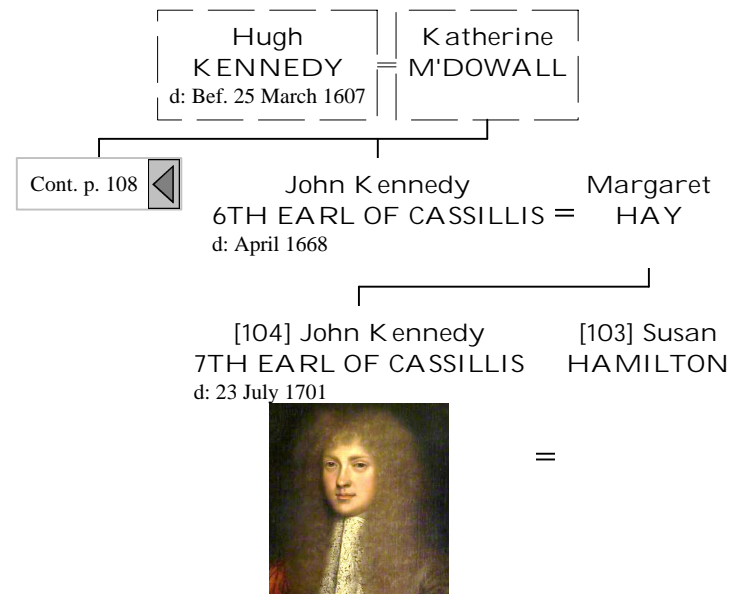 Hugh
KENNEDY
d: Bef. 25 March 1607
=
Katherine
M'DOWALL
Cont. p. 108
John Kennedy
6TH EARL OF CASSILLIS
d: April 1668
=
Margaret
HAY
[104] John Kennedy
7TH EARL OF CASSILLIS
d: 23 July 1701
[103] Susan
HAMILTON
=